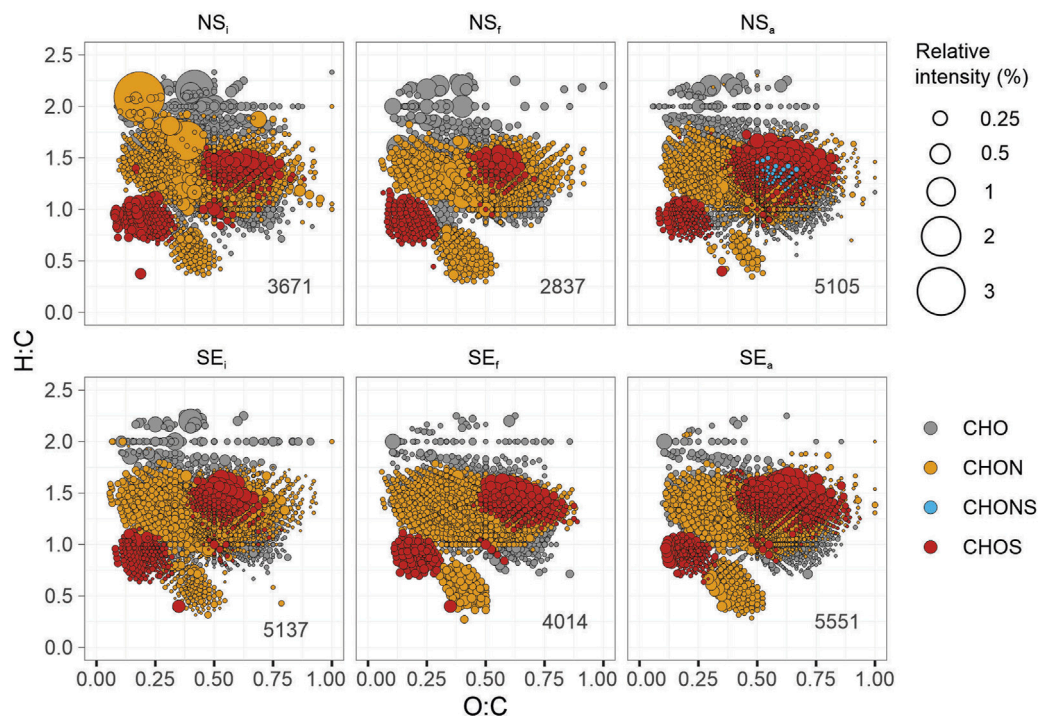 NSi NSf NSa
Relative
intensity (%)
0.25
0.5
1
2
3
2.5
2.0
1.5
1.0
0.5
0.0
3671 2837 5105
H:C
SEi SEf SEa
2.5
2.0
1.5
1.0
0.5
0.0
5137 4014 5551
CHO
CHON
CHONS
CHOS
0.00 0.25 0.50 0.75 1.00 0.00 0.25 0.50 0.75 1.00 0.00 0.25 0.50 0.75 1.00
O:C